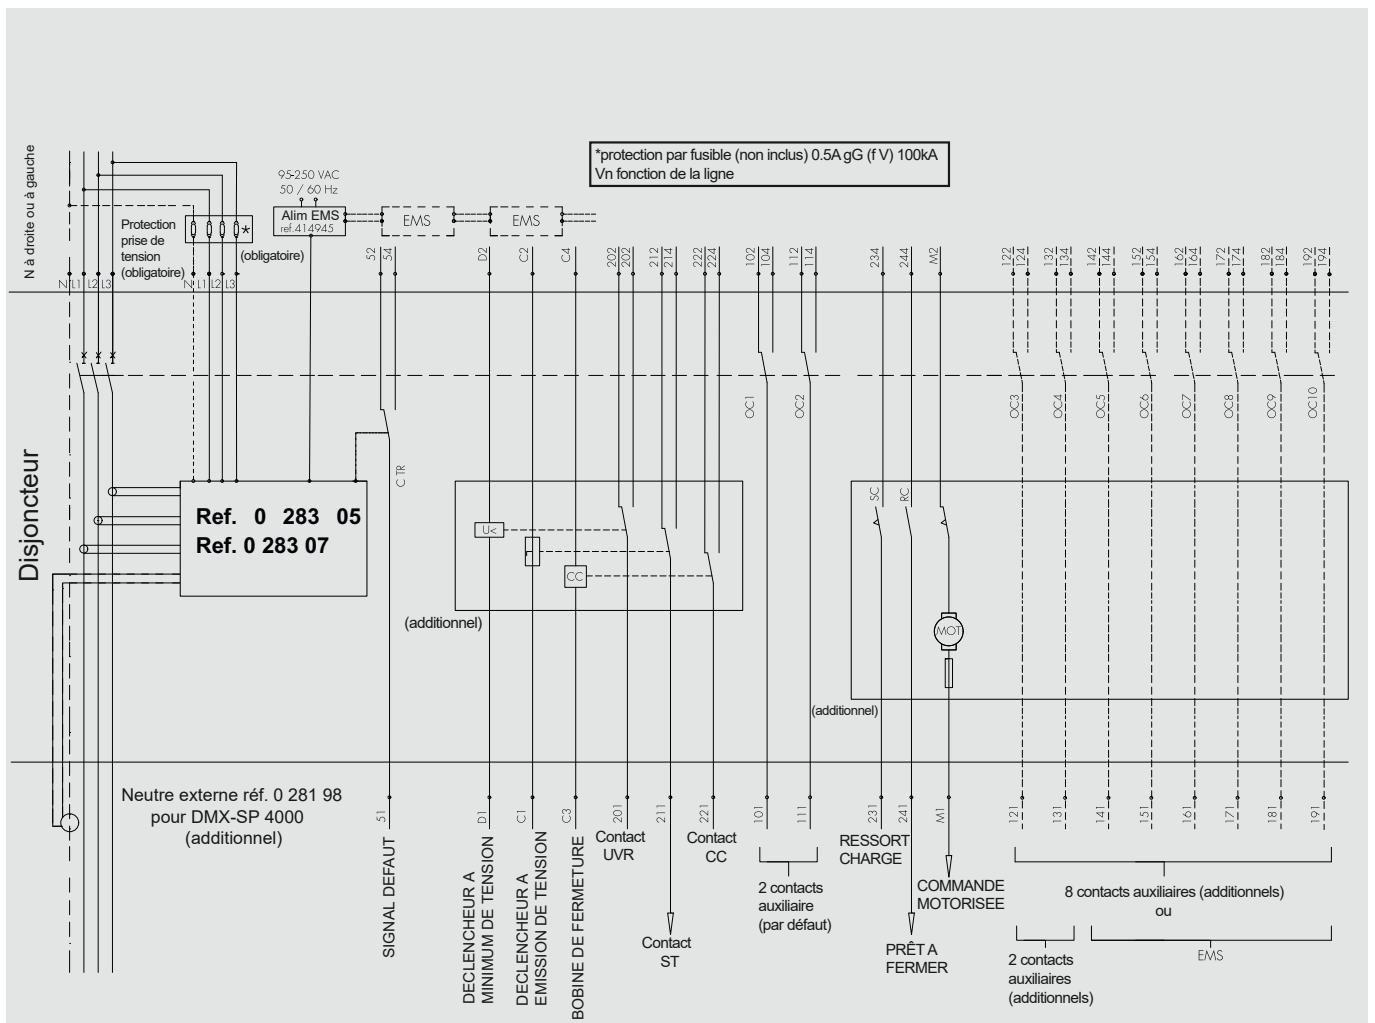 *protection par fusible (non inclus) 0.5A gG (f V) 100kA
Vn fonction de la ligne
N à droite ou à gauche
95-250 VAC
50 / 60 Hz
Alim EMS
ref.414945
EMS
EMS
Protection
prise de
tension
(obligatoire)
*
(obligatoire)
N L1 L2 L3
N L1 L2 L3
52
54
D2
C2
C4
202
202
212
214
222
224
102
104
112
114
234
244
M2
122
124
132
134
142
144
152
154
162
164
172
174
182
184
192
194
OC1
OC2
OC3
OC4
OC5
OC6
OC7
OC8
OC9
OC10
C TR
Disjoncteur
Ref. 0 283 05
Ref. 0 283 07
U<
CC
SC
RC
MOT
(additionnel)
(additionnel)
Neutre externe réf. 0 281 98
pour DMX-SP 4000
(additionnel)
51
D1
C1
C3
201
211
221
101
111
231
241
M1
121
131
141
151
161
171
181
191
SIGNAL DEFAUT
DECLENCHEUR A
MINIMUM DE TENSION
DECLENCHEUR A
EMISSION DE TENSION
BOBINE DE FERMETURE
Contact
UVR
Contact
ST
Contact
CC
2 contacts
auxiliaire
(par défaut)
RESSORT
CHARGE
PRÊT A
FERMER
COMMANDE
MOTORISEE
8 contacts auxiliaires (additionnels)
ou
2 contacts
auxiliaires
(additionnels)
EMS